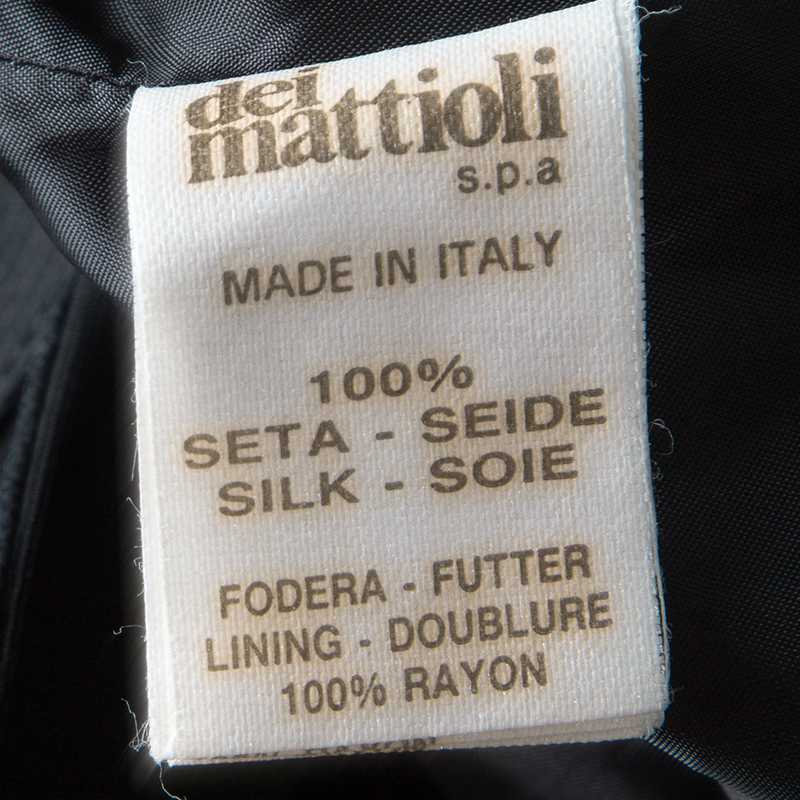 dei
mattioli
s.p.a
MADE IN ITALY
100%
SETA - SEIDE
SILK - SOIE
FODERA - FUTTER
LINING - DOUBLURE
100% RAYON